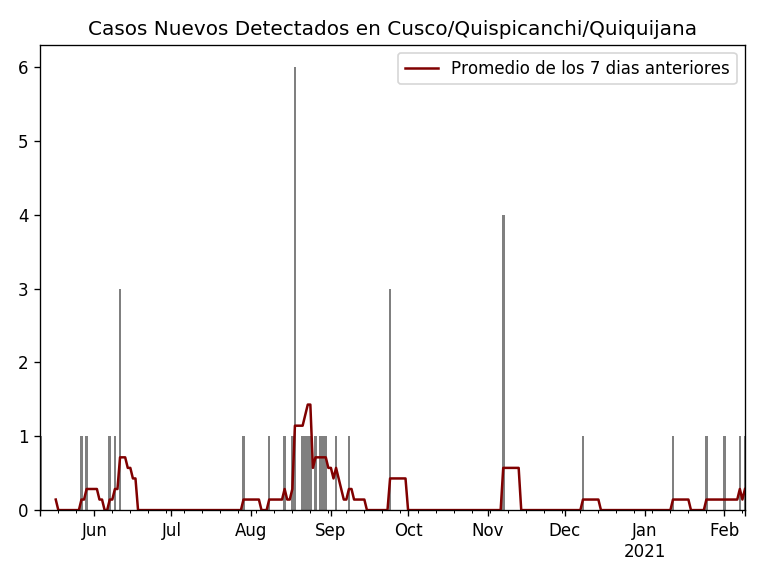 Casos Nuevos Detectados en Cusco/Quispicanchi/Quiquijana
Promedio de los 7 dias anteriores
6
5
4
3
2
1
0
Jun Jul Aug Sep Oct Nov Dec Jan Feb
2021